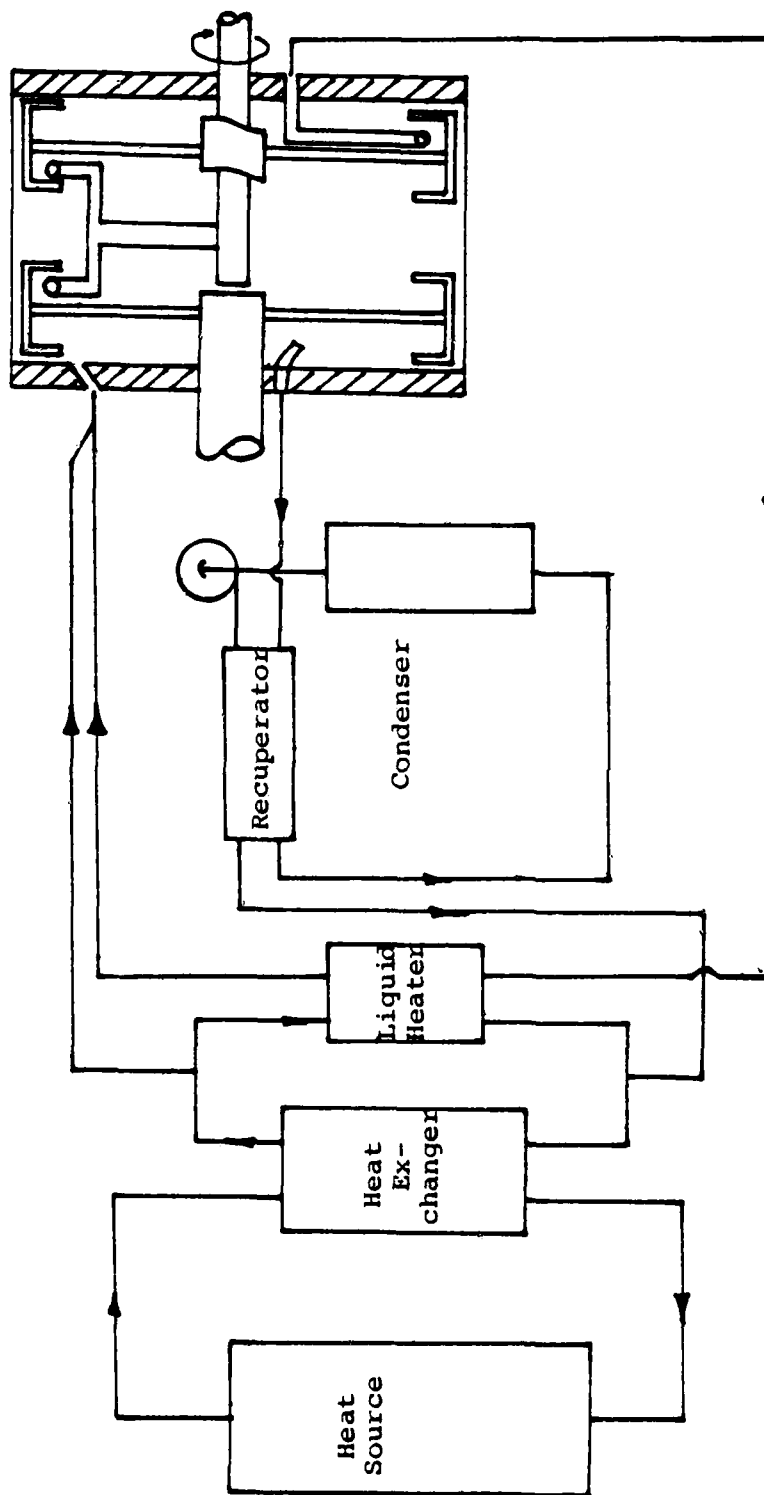 Heat
Source
Heat
Ex-
changer
Liquid
Heater
Recuperator
Condenser